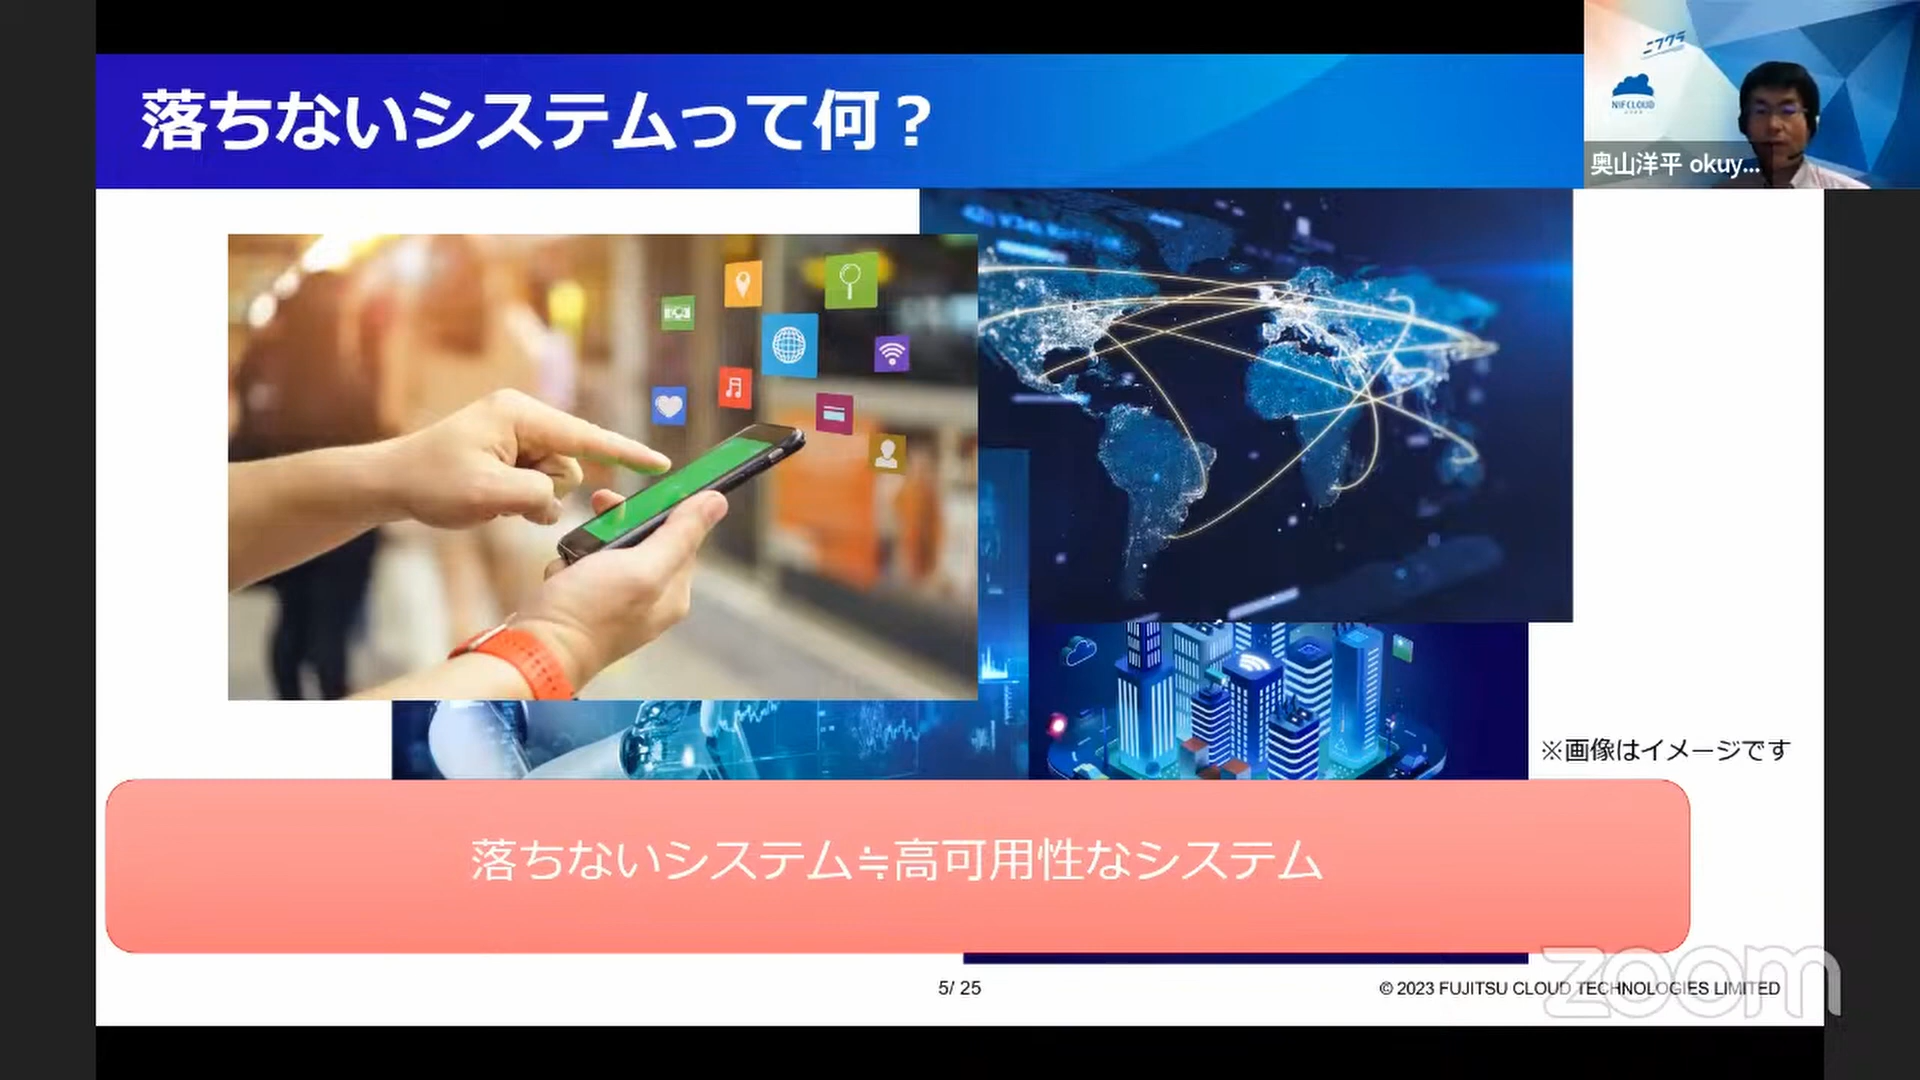 落ちないシステムって何？
ニフクラ
NIFCLOUD
奥山洋平 okuy...
※画像はイメージです
落ちないシステム≒高可用性なシステム
5/ 25
© 2023 FUJITSU CLOUD TECHNOLOGIES LIMITED
zoom